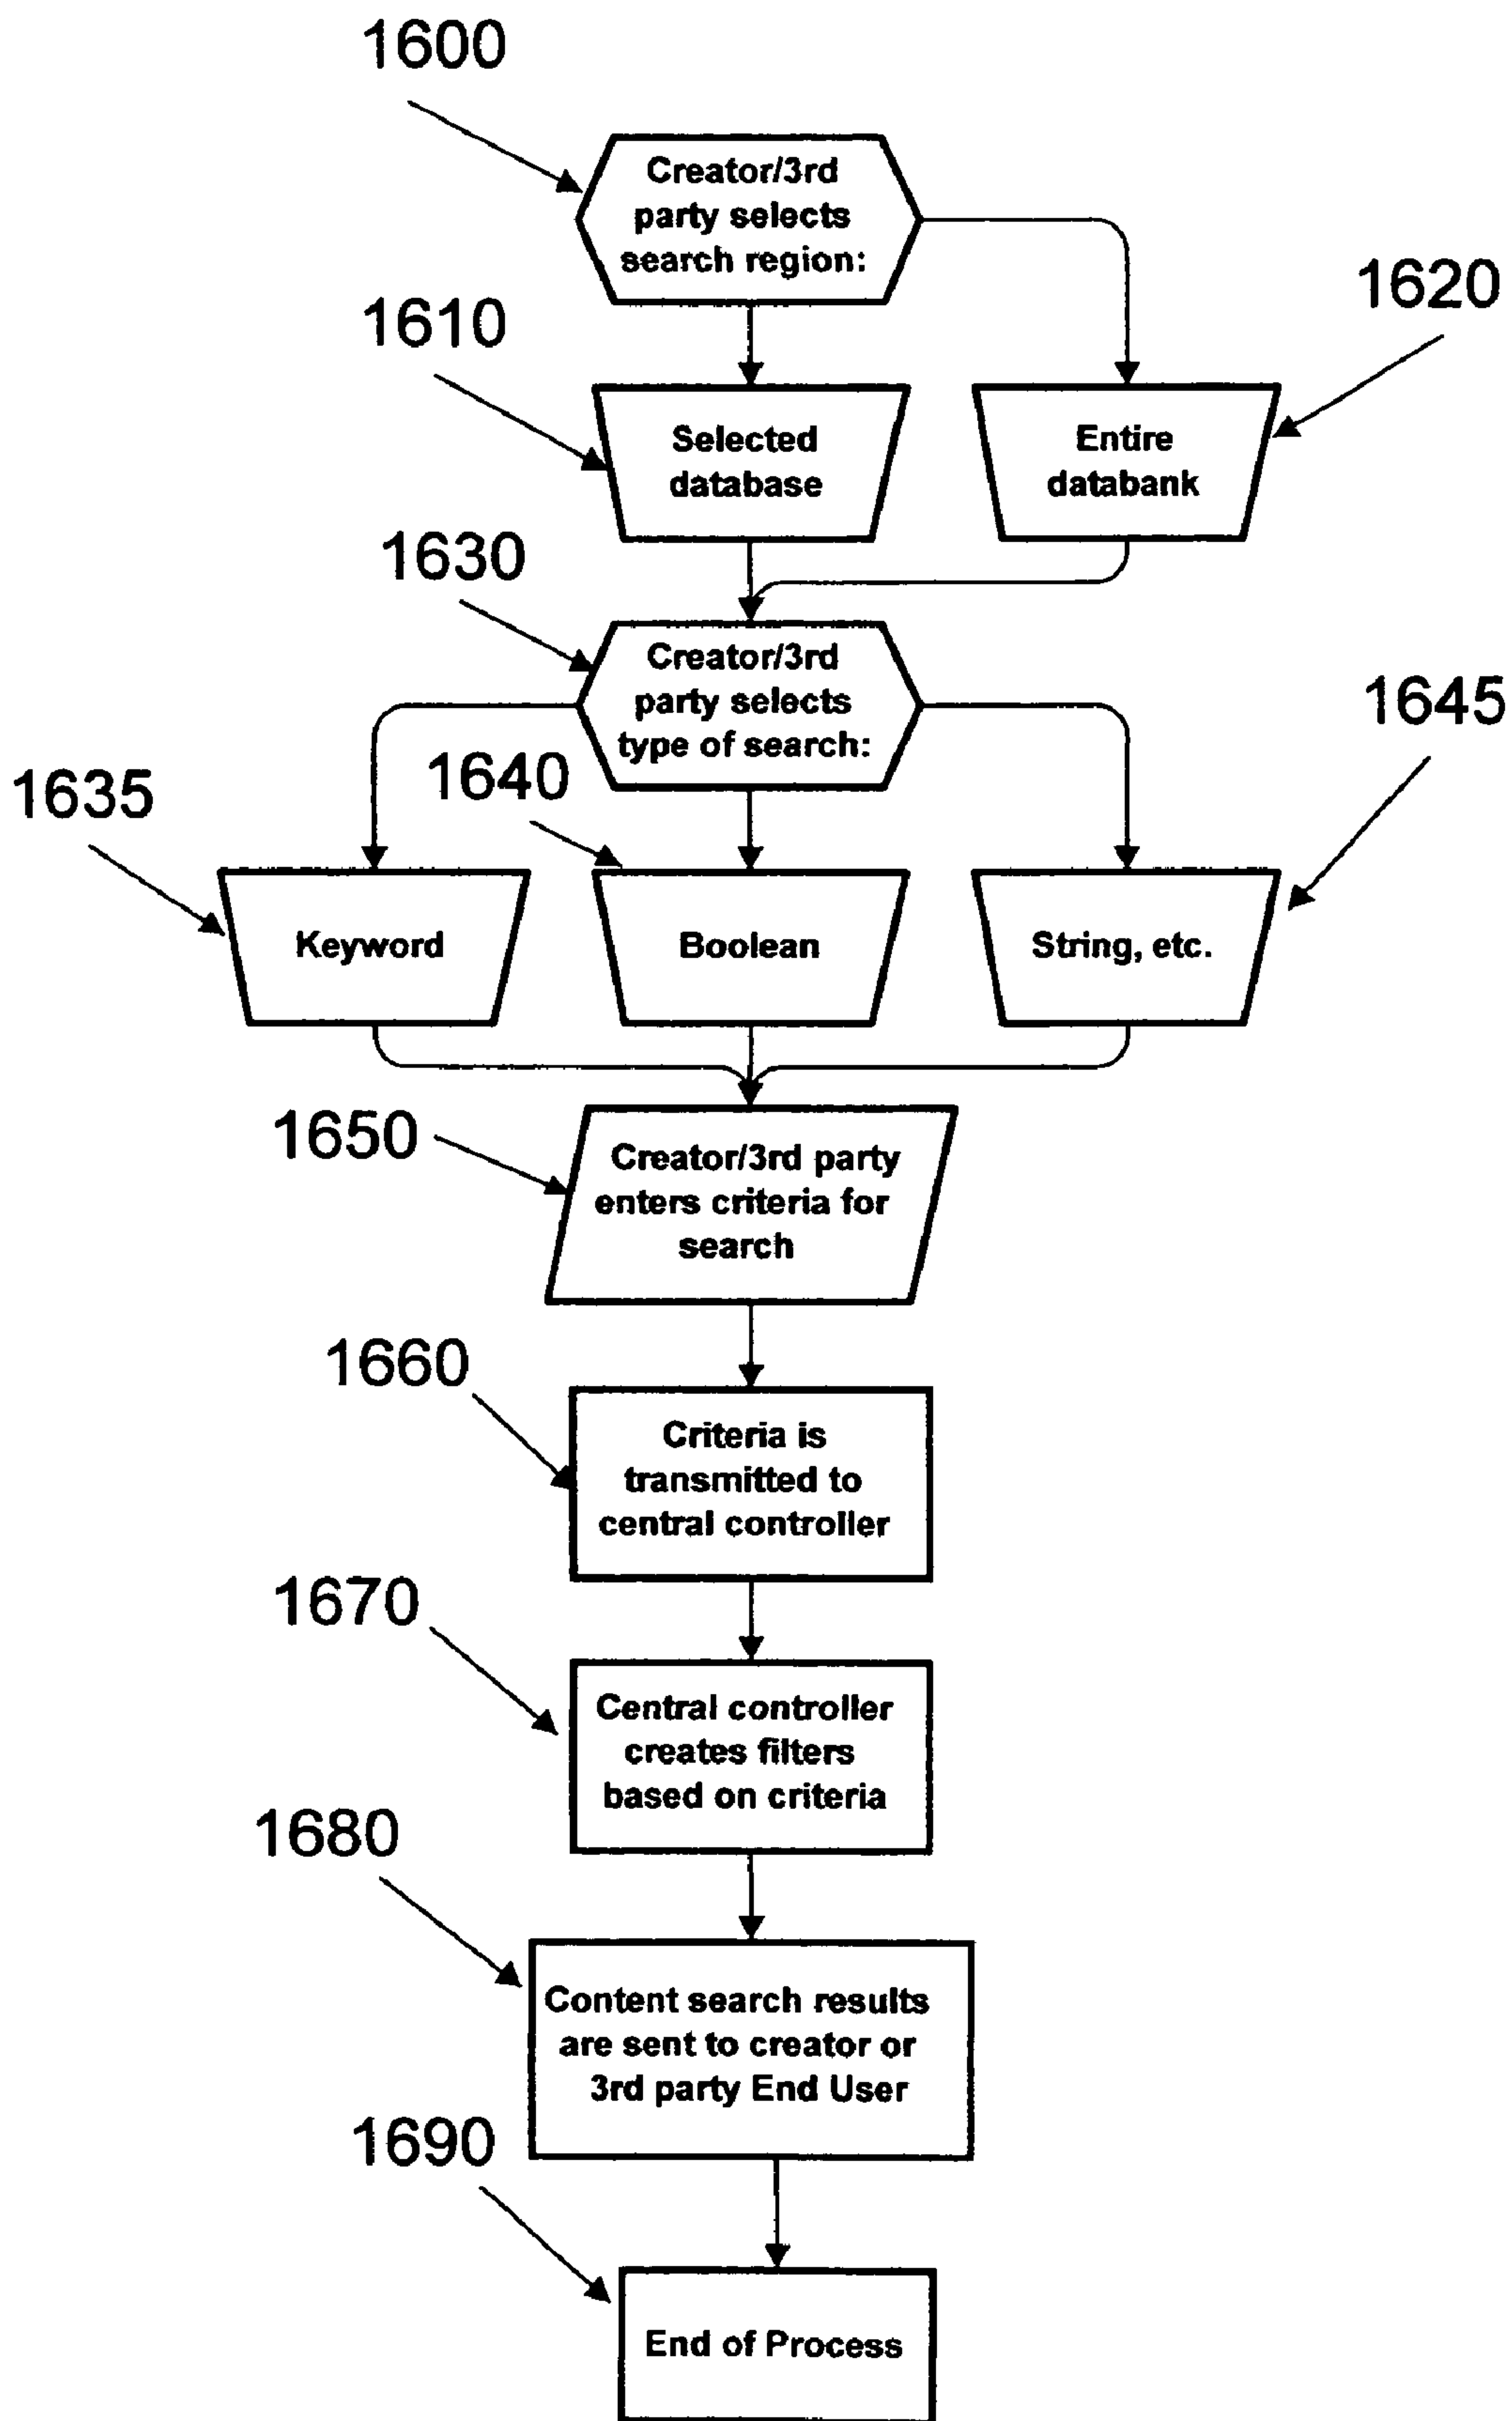 1600
Creator/3rd
party selects
search region:
1610
1620
Selected
database
Entire
databank
1630
Creator/3rd
party selects
type of search:
1640
1645
1635
Keyword
Boolean
String, etc.
1650
Creator/3rd party
enters criteria for
search
1660
Criteria is
transmitted to
central controller
1670
Central controller
creates filters
based on criteria
1680
Content search results
are sent to creator or
3rd party End User
1690
End of Process